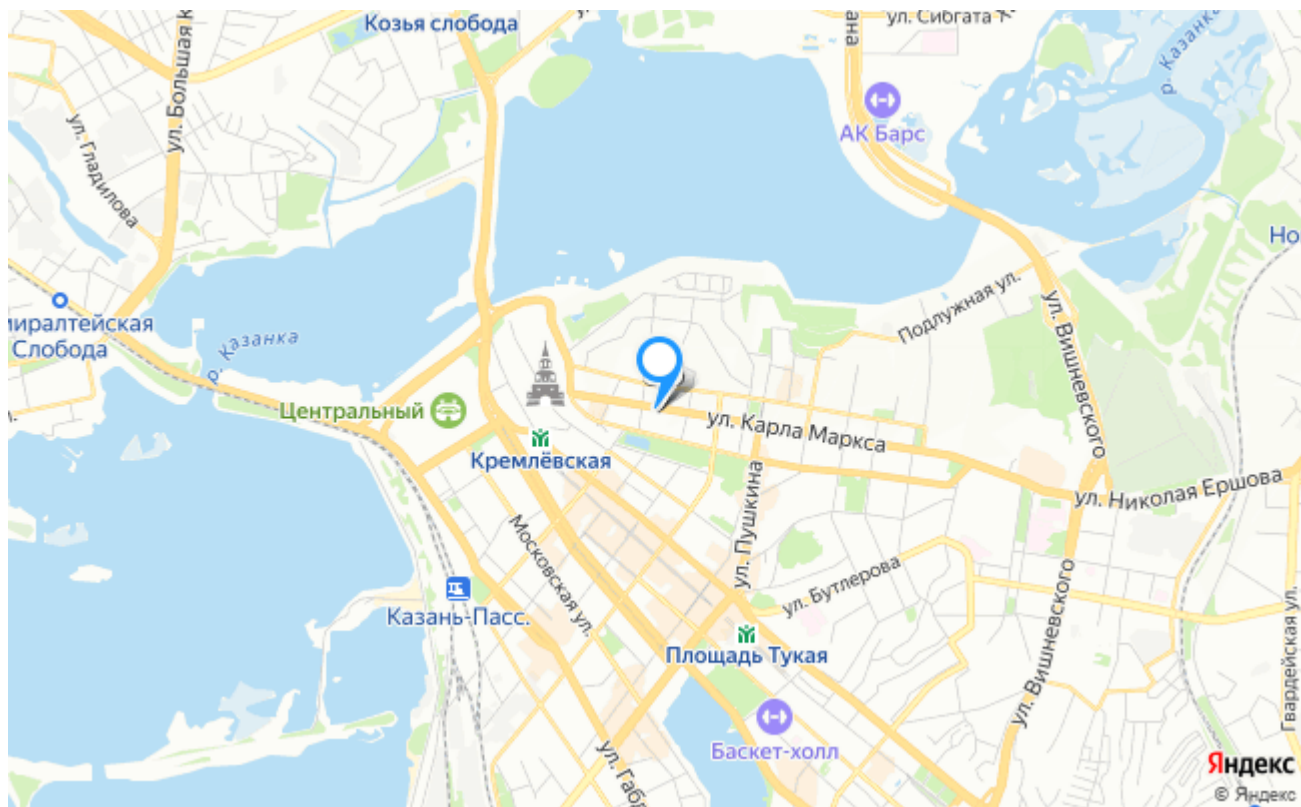 Козья слобода
ул. Сибгата
ул. Большая К
р. Казанка
АК Барс
ул. Гладилова
Но
Подлужная ул.
ул. Вишневского
миралтейская
Слобода
р. Казанка
Центральный
ул. Карла Маркса
Кремлёвская
ул. Николая Ершова
ул. Пушкина
Московская ул.
ул. Бутлерова
Казань-Пасс.
Площадь Тукая
ул. Вишневского
Гвардейская ул.
Баскет-холл
ул. Габр
Яндекс
© Яндекс